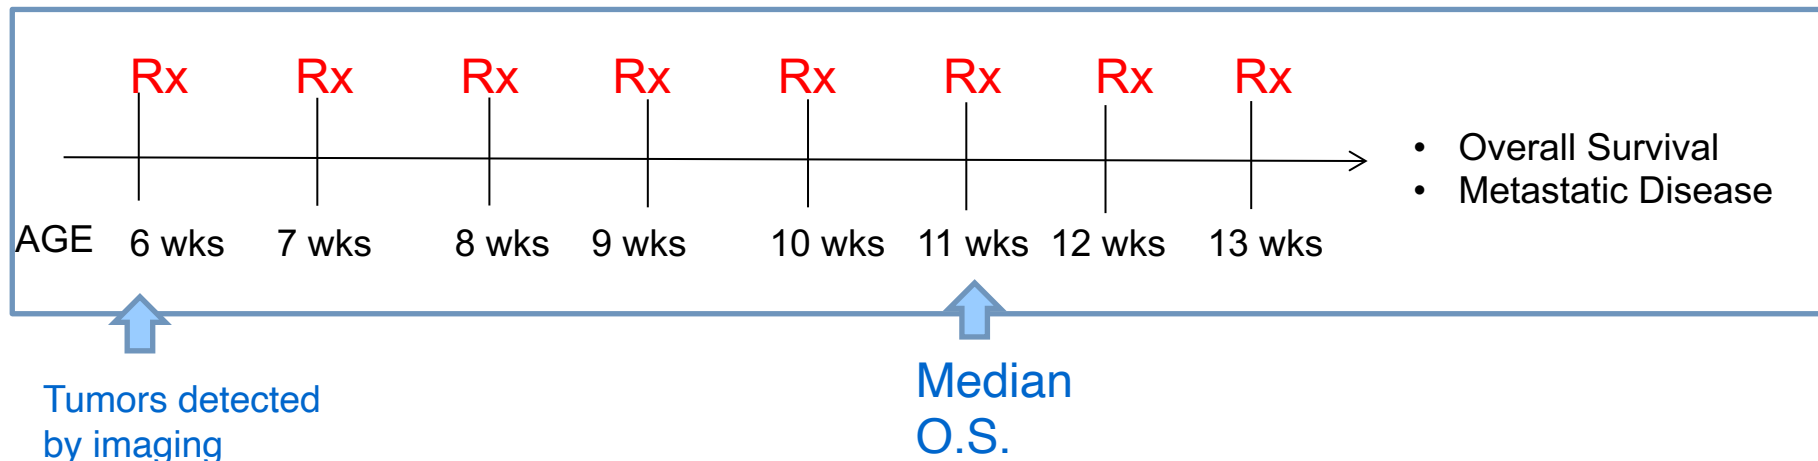 Rx Rx Rx Rx Rx Rx Rx Rx
• Overall Survival
• Metastatic Disease
AGE 6 wks 7 wks 8 wks 9 wks 10 wks 11 wks 12 wks 13 wks
Tumors detected
by imaging
Median
O.S.